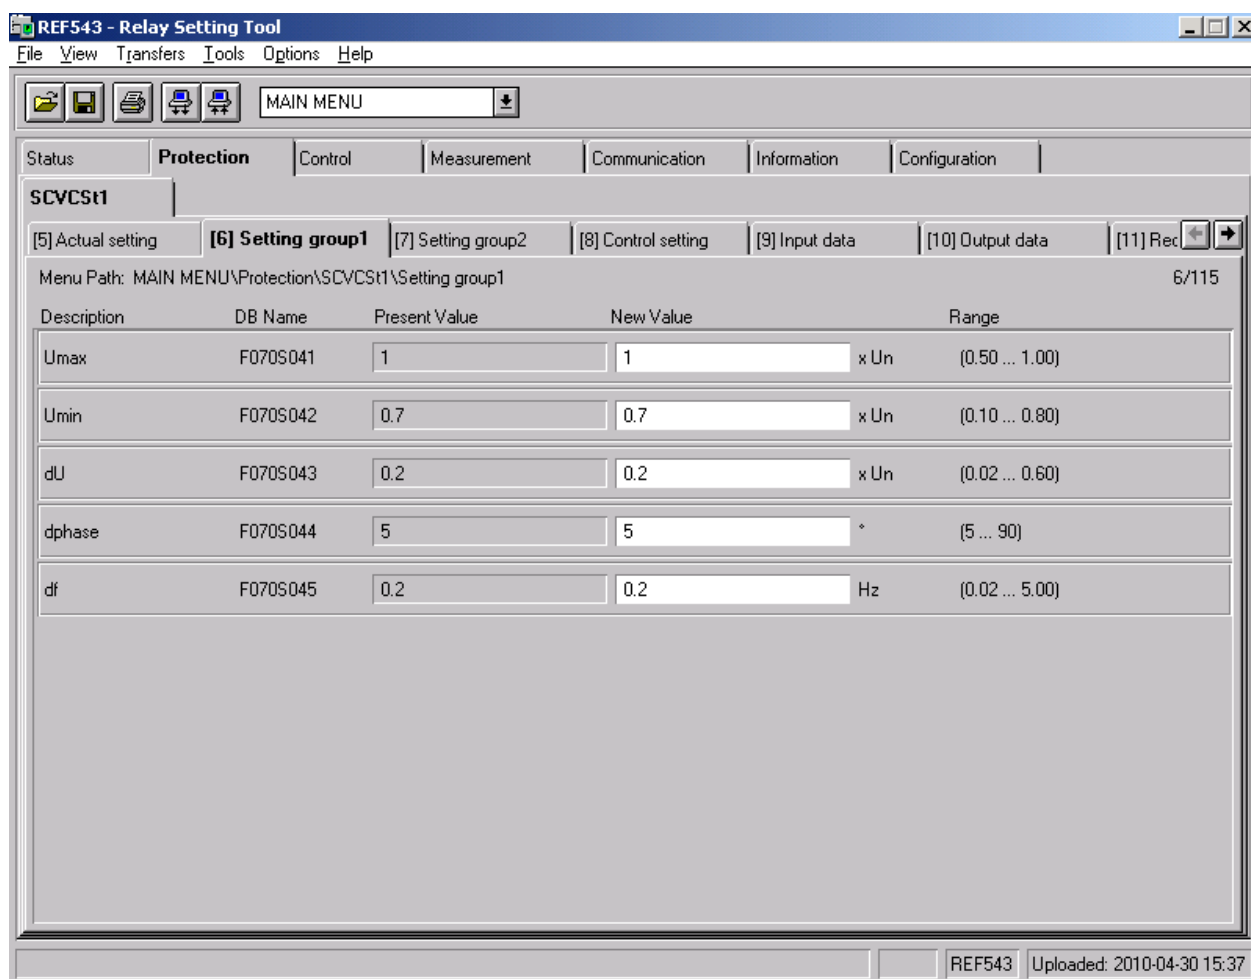 REF543 - Relay Setting Tool
File View Transfers Tools Options Help
MAIN MENU
Status Protection Control Measurement Communication Information Configuration
SCVCSt1
[5] Actual setting [6] Setting group1 [7] Setting group2 [8] Control setting [9] Input data [10] Output data [11] Rec
Menu Path: MAIN MENU\Protection\SCVCSt1\Setting group1 6/115
Description DB Name Present Value New Value Range
Umax F070S041 1 1 x Un (0.50 ... 1.00)
Umin F070S042 0.7 0.7 x Un (0.10 ... 0.80)
dU F070S043 0.2 0.2 x Un (0.02 ... 0.60)
dphase F070S044 5 5 ° (5 ... 90)
df F070S045 0.2 0.2 Hz (0.02 ... 5.00)
REF543 Uploaded: 2010-04-30 15:37